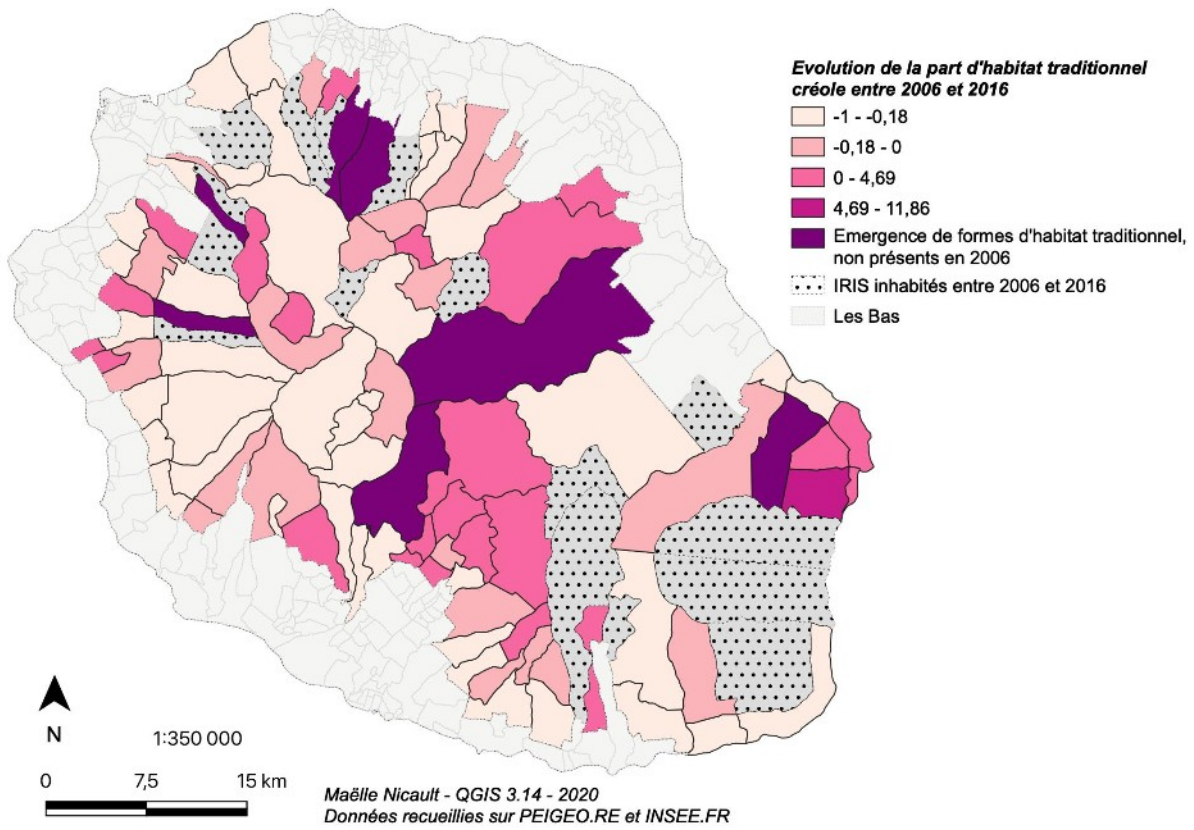 Evolution de la part d'habitat traditionnel
créole entre 2006 et 2016
-1 - -0,18
-0,18 - 0
0 - 4,69
4,69 - 11,86
Emergence de formes d'habitat traditionnel,
non présents en 2006
IRIS inhabités entre 2006 et 2016
Les Bas
N
1:350 000
0 7,5 15 km
Maëlle Nicault - QGIS 3.14 - 2020
Données recueillies sur PEIGEO.RE et INSEE.FR